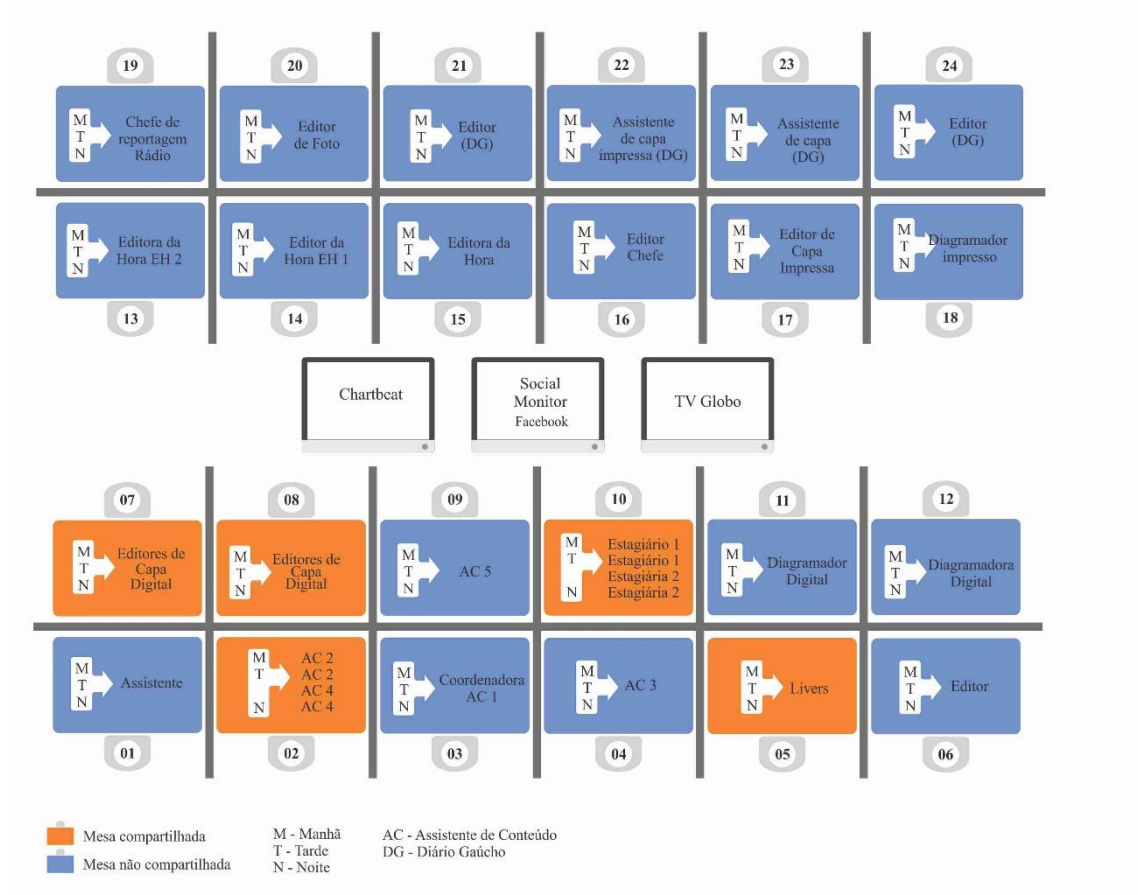 19
20
21
22
23
24
M
T
N
Chefe de
reportagem
Rádio
M
T
N
Editor
de Foto
M
T
N
Editor
(DG)
M
T
N
Assistente
de capa
impressa (DG)
M
T
N
Assistente
de capa
(DG)
M
T
N
Editor
(DG)
M
T
N
Editora da
Hora EH 2
M
T
N
Editor da
Hora EH 1
M
T
N
Editora da
Hora
M
T
N
Editor
Chefe
M
T
N
Editor de
Capa
Impressa
M
T
N
Diagramador
impresso
13
14
15
16
17
18
Chartbeat
Social
Monitor
Facebook
TV Globo
07
08
09
10
11
12
M
T
N
Editores de
Capa
Digital
M
T
N
Editores de
Capa
Digital
M
T
N
AC 5
M
T
N
Estagiário 1
Estagiário 1
Estagiária 2
Estagiária 2
M
T
N
Diagramador
Digital
M
T
N
Diagramadora
Digital
M
T
N
Assistente
M
T
N
AC 2
AC 2
AC 4
AC 4
M
T
N
Coordenadora
AC 1
M
T
N
AC 3
M
T
N
Livers
M
T
N
Editor
01
02
03
04
05
06
Mesa compartilhada
Mesa não compartilhada
M - Manhã
T - Tarde
N - Noite
AC - Assistente de Conteúdo
DG - Diário Gaúcho